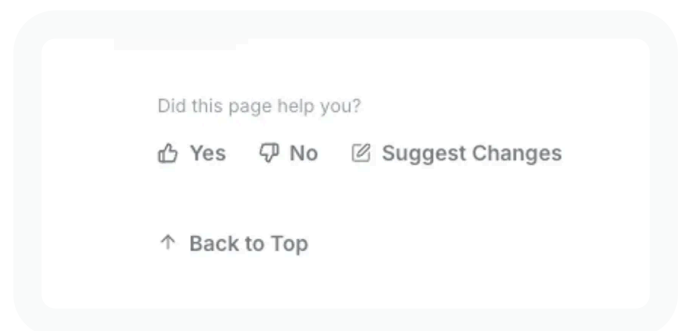 Did this page help you?
Yes No Suggest Changes
Back to Top